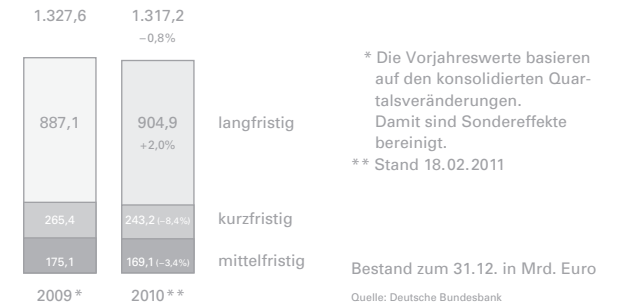 1.327,6 1.317,2
–0,8%
* Die Vorjahreswerte basieren
auf den konsolidierten Quar-
talsveränderungen.
Damit sind Sondereffekte
bereinigt.
** Stand 18.02.2011
887,1 904,9 langfristig
+2,0%
265,4 243,2 (–8,4%) kurzfristig
175,1 169,1 (–3,4%) mittelfristig
2009* 2010**
Bestand zum 31.12. in Mrd. Euro
Quelle: Deutsche Bundesbank